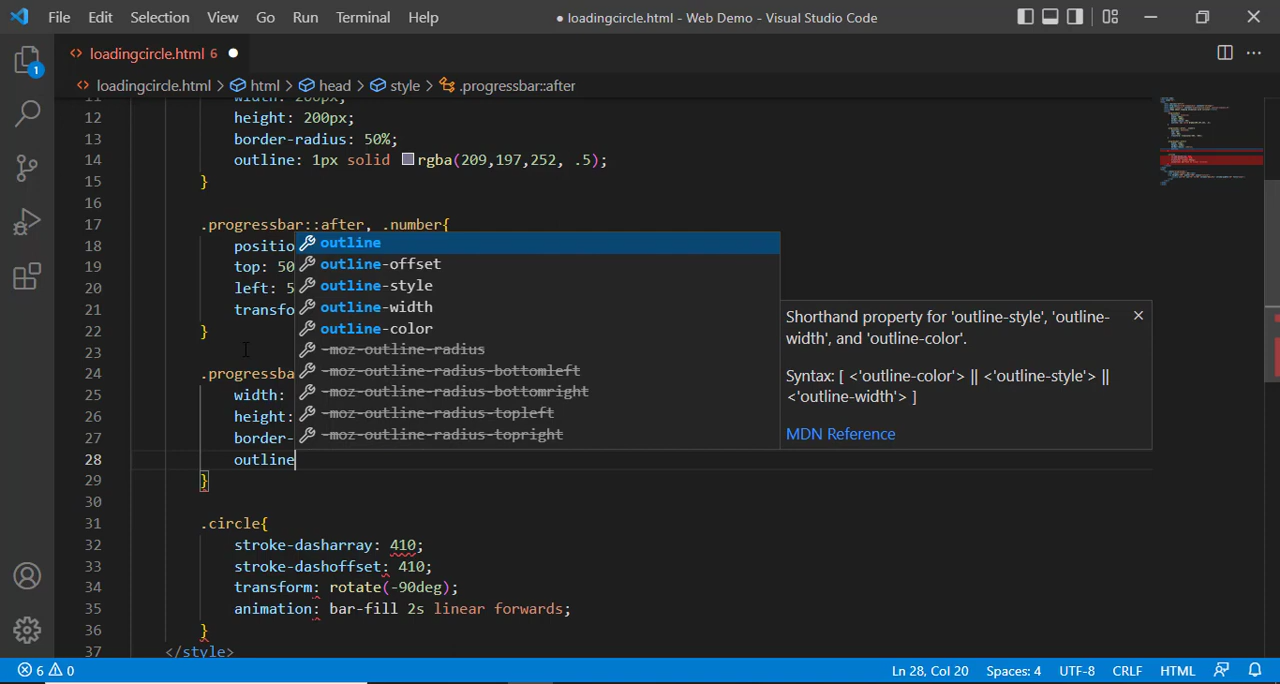 File Edit Selection View Go Run Terminal Help
● loadingcircle.html - Web Demo - Visual Studio Code
loadingcircle.html 6 ●
loadingcircle.html > html > head > style > .progressbar::after
1
11 width: 200px;
12 height: 200px;
13 border-radius: 50%;
14 outline: 1px solid rgba(209,197,252, .5);
15 }
16
17 .progressbar::after, .number{
18 positio
19 top: 50
20 left: 5
21 transfo
22 }
23
24 .progressba
25 width:
26 height:
27 border-
28 outline
29 }
30
31 .circle{
32 stroke-dasharray: 410;
33 stroke-dashoffset: 410;
34 transform: rotate(-90deg);
35 animation: bar-fill 2s linear forwards;
36 }
37 </style>
outline
outline-offset
outline-style
outline-width
outline-color
-moz-outline-radius
-moz-outline-radius-bottomleft
-moz-outline-radius-bottomright
-moz-outline-radius-topleft
-moz-outline-radius-topright
Shorthand property for 'outline-style', 'outline-
width', and 'outline-color'.
Syntax: [ <'outline-color'> || <'outline-style'> ||
<'outline-width'> ]
MDN Reference
6 0 Ln 28, Col 20 Spaces: 4 UTF-8 CRLF HTML